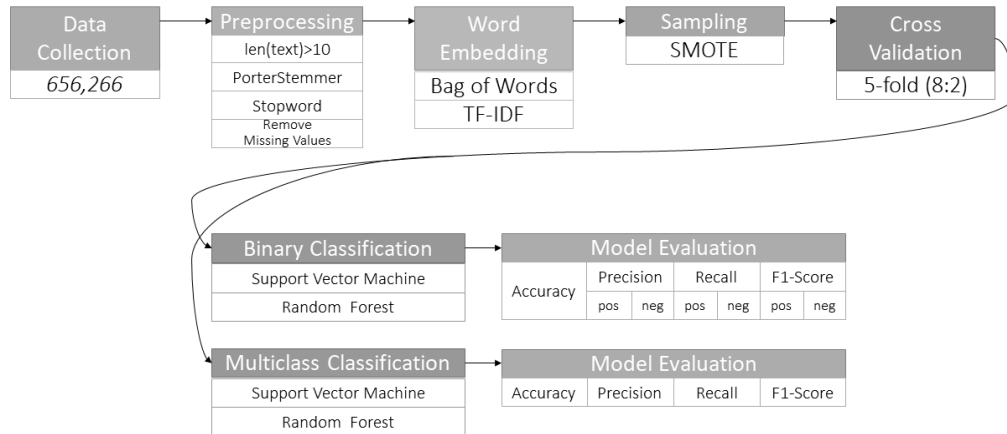 Data
Collection
656,266
Preprocessing
len(text)>10
PorterStemmer
Stopword
Remove
Missing Values
Word
Embedding
Bag of Words
TF-IDF
Sampling
SMOTE
Cross
Validation
5-fold (8:2)
Binary Classification
Support Vector Machine
Random Forest
Model Evaluation
Accuracy
Precision Recall F1-Score
pos neg pos neg pos neg
Multiclass Classification
Support Vector Machine
Random Forest
Model Evaluation
Accuracy Precision Recall F1-Score